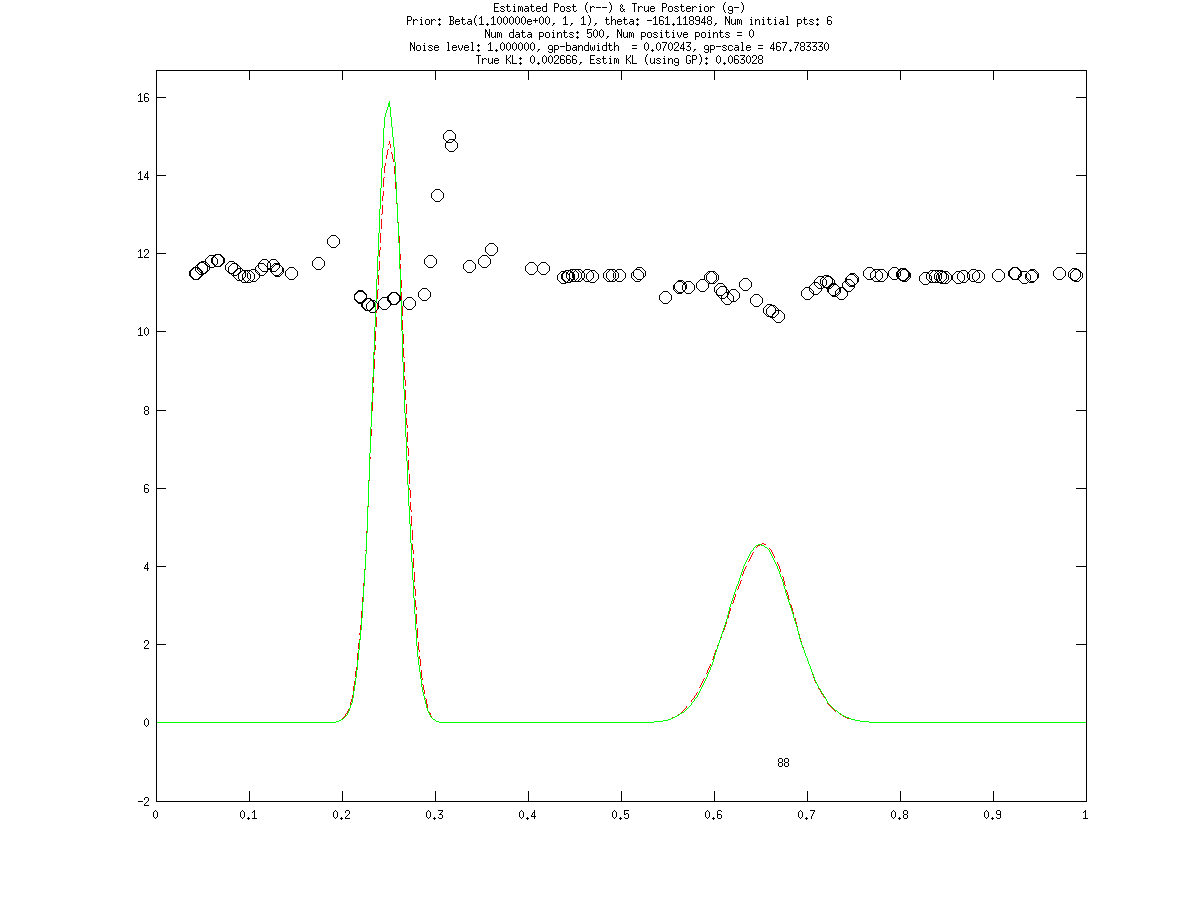 Estimated Post (r--) & True Posterior (g-)
Prior: Beta(1.100000e+00, 1, 1), theta: -161.118948, Num initial pts: 6
Num data points: 500, Num positive points = 0
Noise level: 1.000000, gp-bandwidth  = 0.070243, gp-scale = 467.783330
True KL: 0.002666, Estim KL (using GP): 0.063028
16
14
12
10
8
6
4
2
0
88
-2
0 0.1 0.2 0.3 0.4 0.5 0.6 0.7 0.8 0.9 1